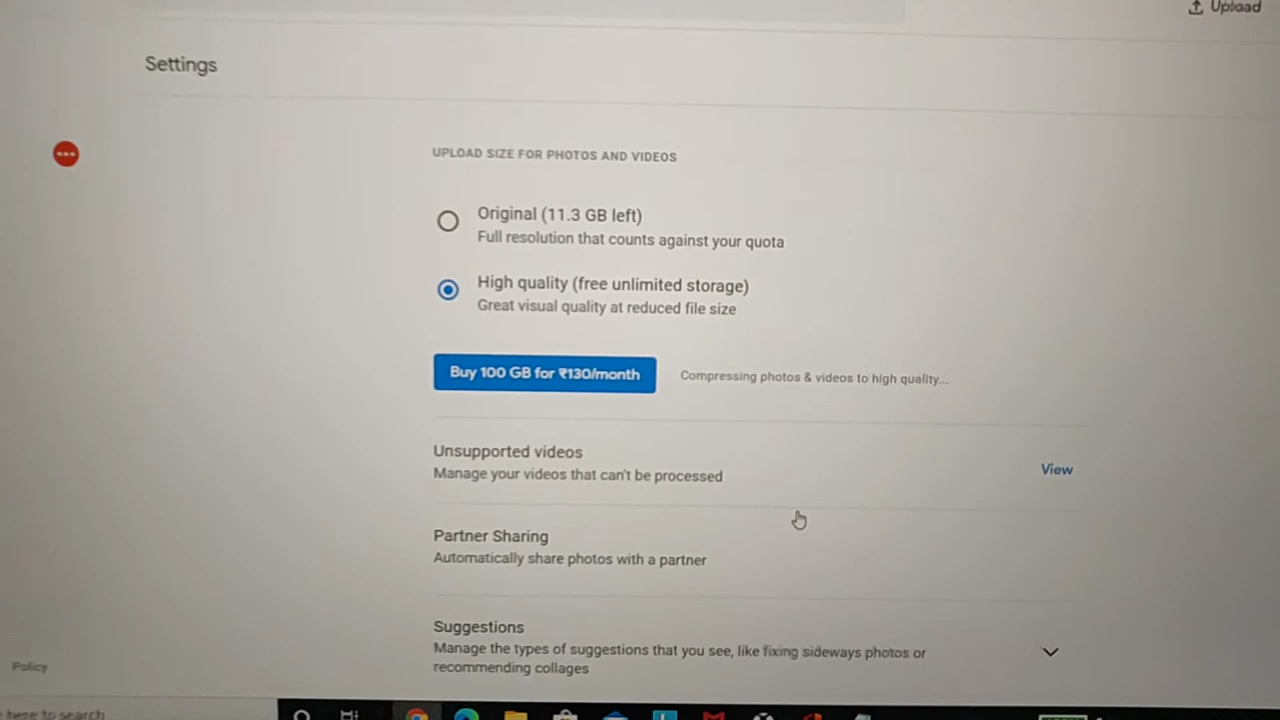 Upload
Settings
UPLOAD SIZE FOR PHOTOS AND VIDEOS
Original (11.3 GB left)
Full resolution that counts against your quota
High quality (free unlimited storage)
Great visual quality at reduced file size
Buy 100 GB for ₹130/month
Compressing photos & videos to high quality...
Unsupported videos
Manage your videos that can't be processed
View
Partner Sharing
Automatically share photos with a partner
Suggestions
Manage the types of suggestions that you see, like fixing sideways photos or
recommending collages
Policy
here to search